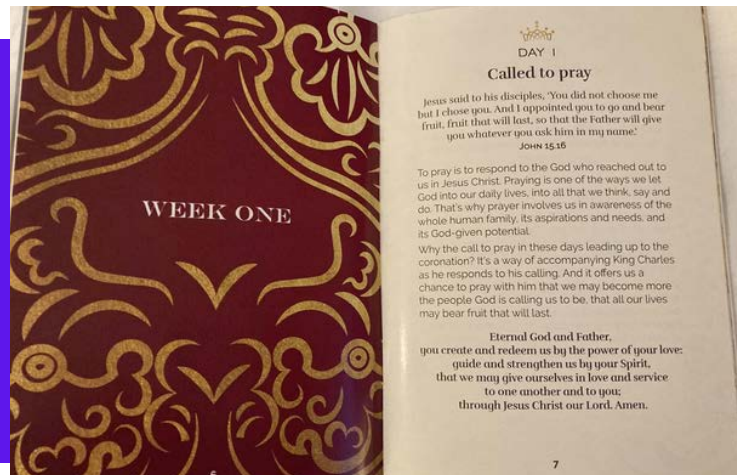 WEEK ONE
6
DAY 1
Called to pray
Jesus said to his disciples, ‘You did not choose me
but I chose you. And I appointed you to go and bear
fruit, fruit that will last, so that the Father will give
you whatever you ask him in my name.’
JOHN 15.16
To pray is to respond to the God who reached out to
us in Jesus Christ. Praying is one of the ways we let
God into our daily lives, into all that we think, say and
do. That's why prayer involves us in awareness of the
whole human family, its aspirations and needs, and
its God-given potential.
Why the call to pray in these days leading up to the
coronation? It's a way of accompanying King Charles
as he responds to his calling. And it offers us a
chance to pray with him that we may become more
the people God is calling us to be, that all our lives
may bear fruit that will last.
Eternal God and Father,
you create and redeem us by the power of your love:
guide and strengthen us by your Spirit,
that we may give ourselves in love and service
to one another and to you;
through Jesus Christ our Lord. Amen.
7